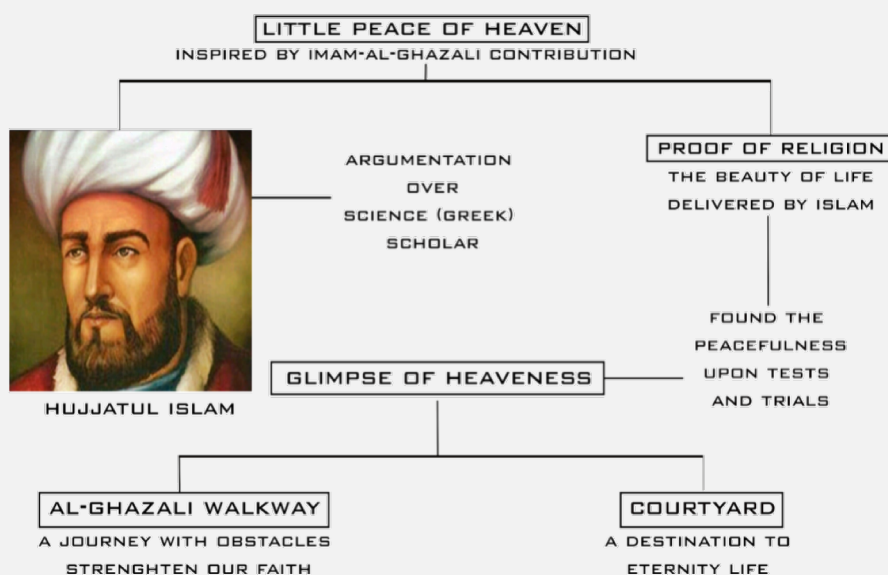 LITTLE PEACE OF HEAVEN
INSPIRED BY IMAM-AL-GHAZALI CONTRIBUTION
HUJJATUL ISLAM
ARGUMENTATION
OVER
SCIENCE (GREEK)
SCHOLAR
PROOF OF RELIGION
THE BEAUTY OF LIFE
DELIVERED BY ISLAM
FOUND THE
PEACEFULNESS
UPON TESTS
AND TRIALS
GLIMPSE OF HEAVENESS
AL-GHAZALI WALKWAY
A JOURNEY WITH OBSTACLES
STRENGHTEN OUR FAITH
COURTYARD
A DESTINATION TO
ETERNITY LIFE